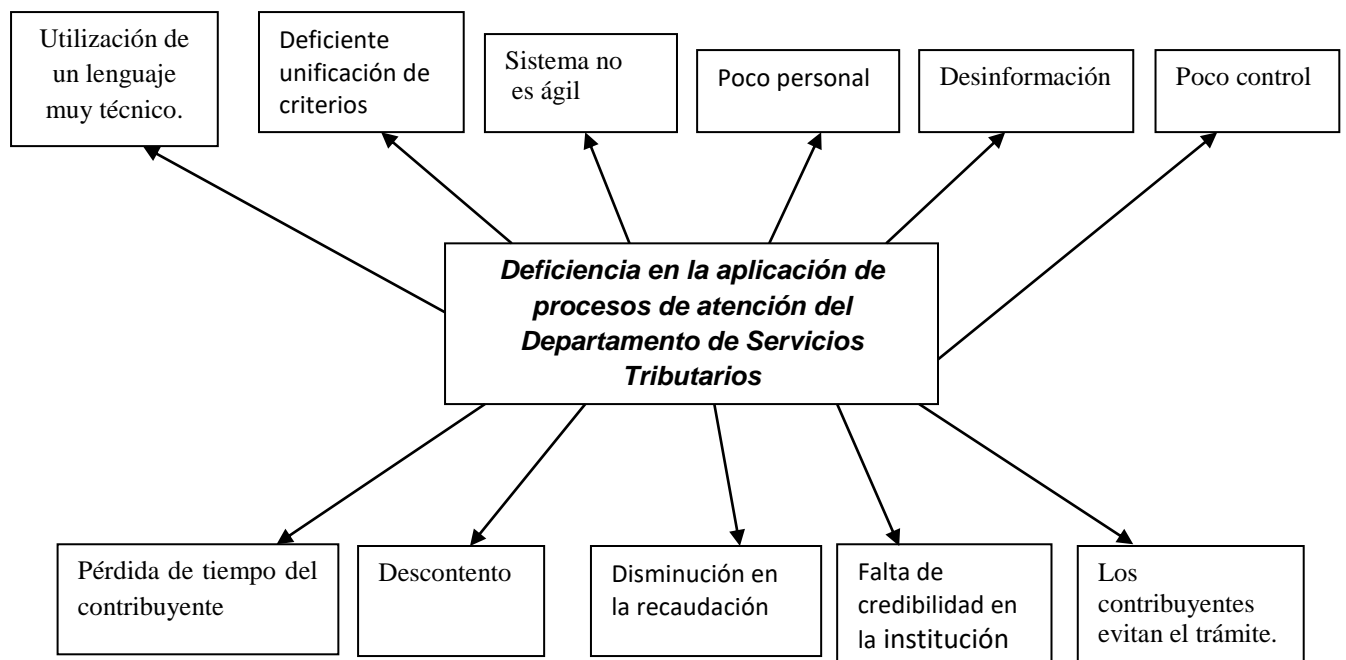 Utilización de
un lenguaje
muy técnico.
Deficiente
unificación de
criterios
Sistema no
es ágil
Poco personal
Desinformación
Poco control
Deficiencia en la aplicación de
procesos de atención del
Departamento de Servicios
Tributarios
Pérdida de tiempo del
contribuyente
Descontento
Disminución en
la recaudación
Falta de
credibilidad en
la institución
Los
contribuyentes
evitan el trámite.